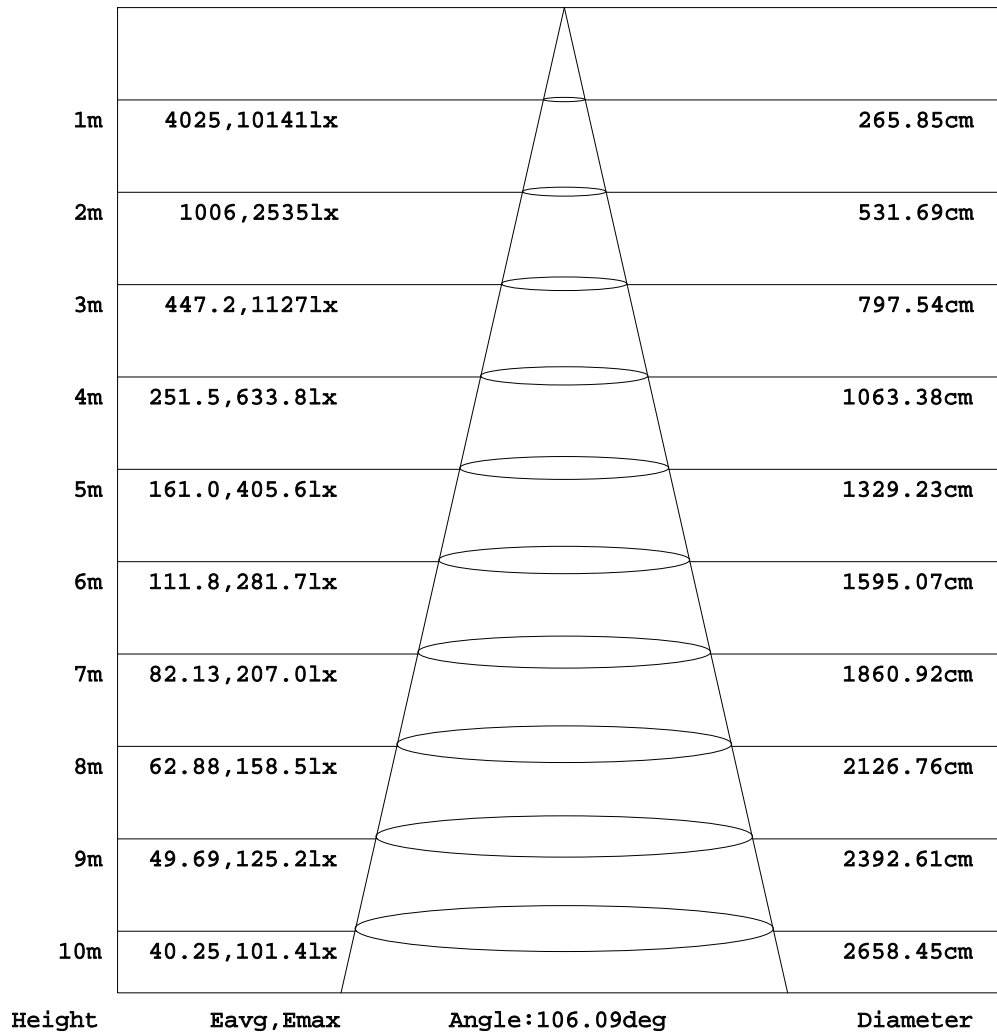 1m 4025,10141lx 265.85cm
2m 1006,2535lx 531.69cm
3m 447.2,1127lx 797.54cm
4m 251.5,633.8lx 1063.38cm
5m 161.0,405.6lx 1329.23cm
6m 111.8,281.7lx 1595.07cm
7m 82.13,207.0lx 1860.92cm
8m 62.88,158.5lx 2126.76cm
9m 49.69,125.2lx 2392.61cm
10m 40.25,101.4lx 2658.45cm
Height Eavg,Emax Angle:106.09deg Diameter